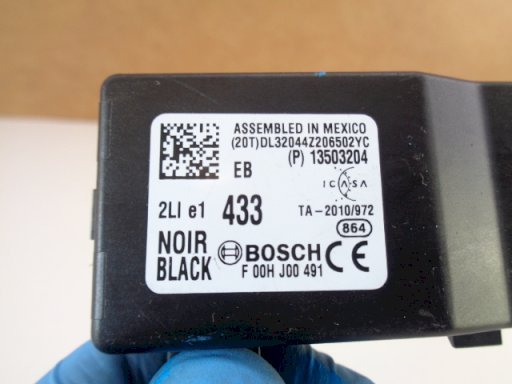 ASSEMBLED IN MEXICO
(20T)DL32044Z206502YC
(P) 13503204
EB
ICASA
2LI e1 433 TA-2010/972
864
NOIR
BLACK
BOSCH CE
F 00H J00 491